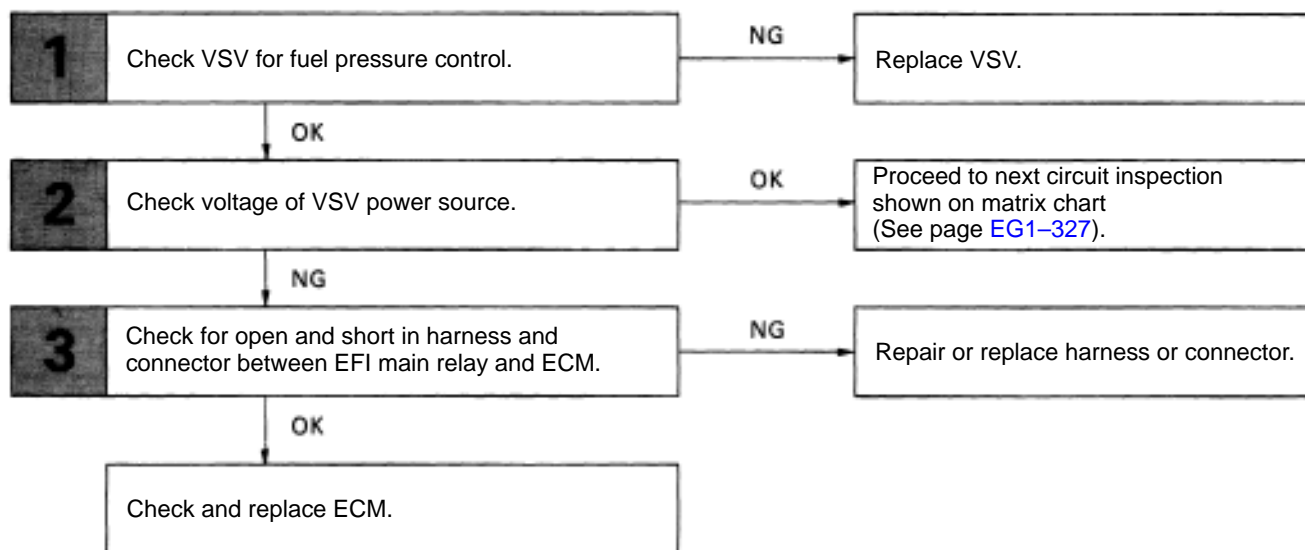 1
Check VSV for fuel pressure control.
NG
Replace VSV.
OK
2
Check voltage of VSV power source.
OK
Proceed to next circuit inspection
shown on matrix chart
(See page EG1–327).
NG
3
Check for open and short in harness and
connector between EFI main relay and ECM.
NG
Repair or replace harness or connector.
OK
Check and replace ECM.